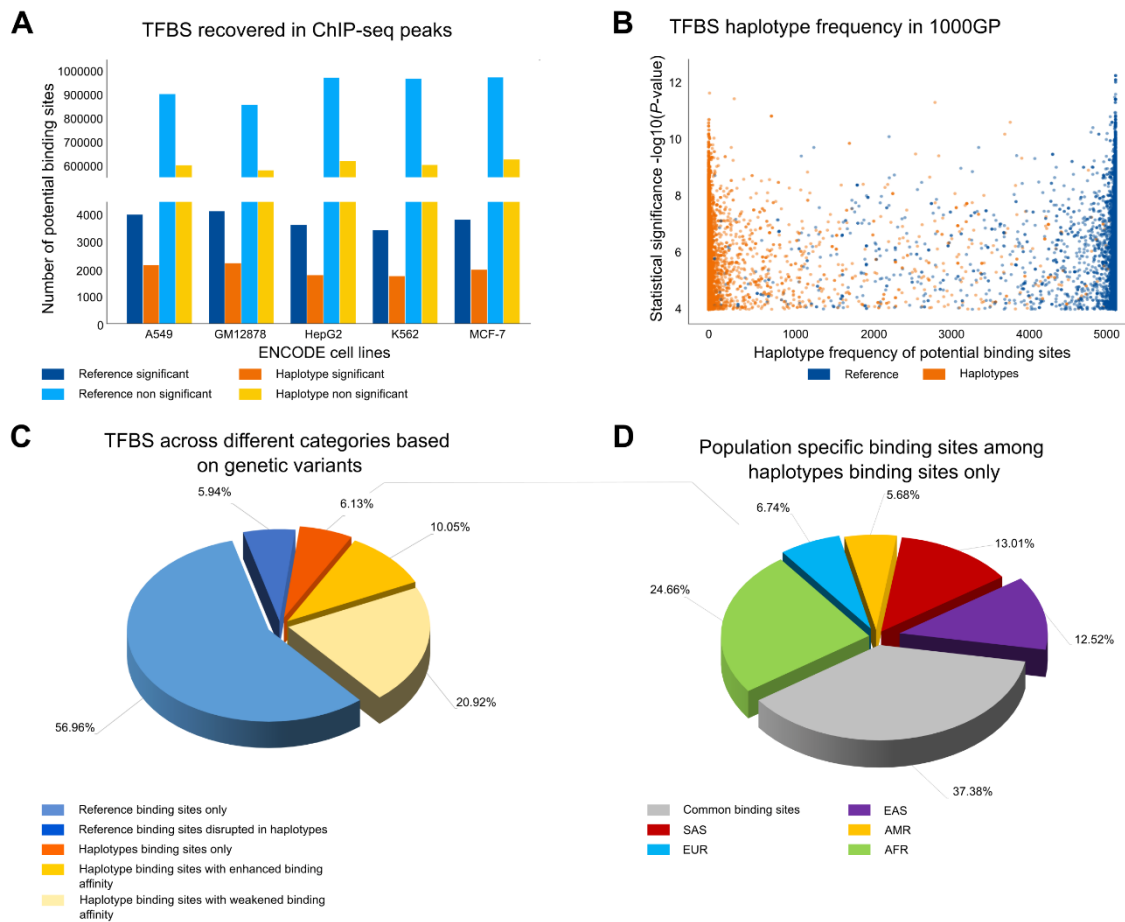 A
TFBS recovered in ChIP-seq peaks
Number of potential binding sites
1000000
900000
800000
700000
600000
4000
3000
2000
1000
0
A549
GM12878
HepG2
K562
MCF-7
ENCODE cell lines
Reference significant
Haplotype significant
Reference non significant
Haplotype non significant
B
TFBS haplotype frequency in 1000GP
Statistical significance -log10(P-value)
12
10
8
6
4
0
1000
2000
3000
4000
5000
Haplotype frequency of potential binding sites
Reference
Haplotypes
C
TFBS across different categories based
on genetic variants
5.94%
6.13%
10.05%
20.92%
56.96%
Reference binding sites only
Reference binding sites disrupted in haplotypes
Haplotypes binding sites only
Haplotype binding sites with enhanced binding
affinity
Haplotype binding sites with weakened binding
affinity
D
Population specific binding sites among
haplotypes binding sites only
6.74%
5.68%
13.01%
24.66%
12.52%
37.38%
Common binding sites
EAS
SAS
AMR
EUR
AFR